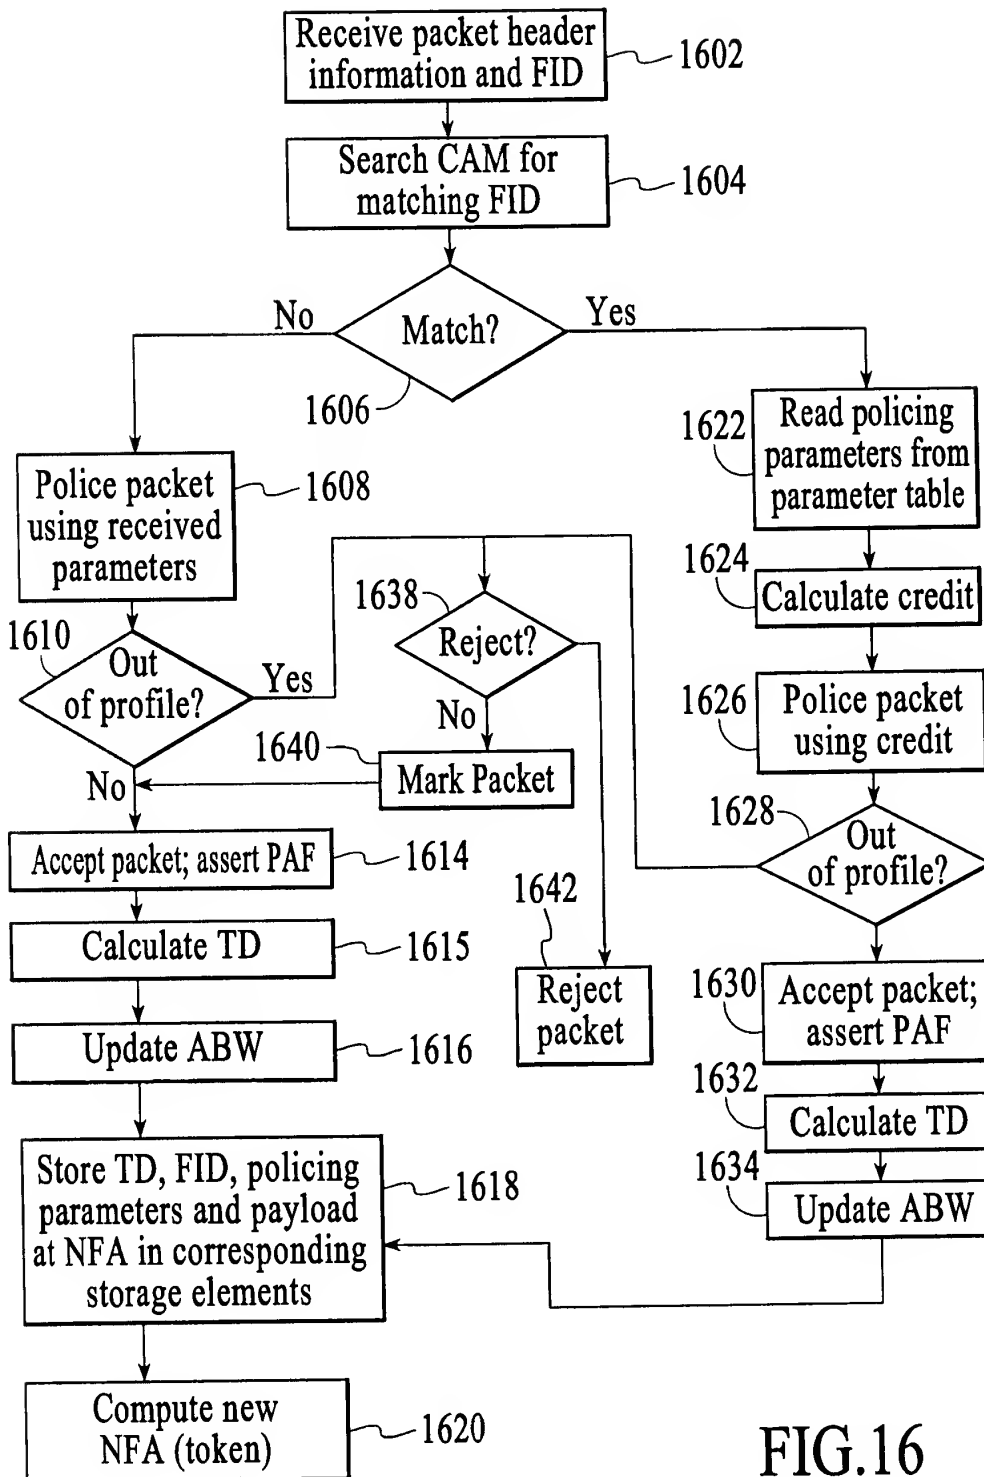 Receive packet header
information and FID
1602
Search CAM for
matching FID
1604
No
Match?
Yes
1606
Police packet
using received
parameters
1608
1622
Read policing
parameters from
parameter table
1624
Calculate credit
1610
Out
of profile?
Yes
No
1638
Reject?
No
1640
Mark Packet
1626
Police packet
using credit
1628
Out
of profile?
Accept packet; assert PAF
1614
Calculate TD
1615
Update ABW
1616
1642
Reject
packet
1630
Accept packet;
assert PAF
1632
Calculate TD
1634
Update ABW
Store TD, FID, policing
parameters and payload
at NFA in corresponding
storage elements
1618
Compute new
NFA (token)
1620
FIG.16